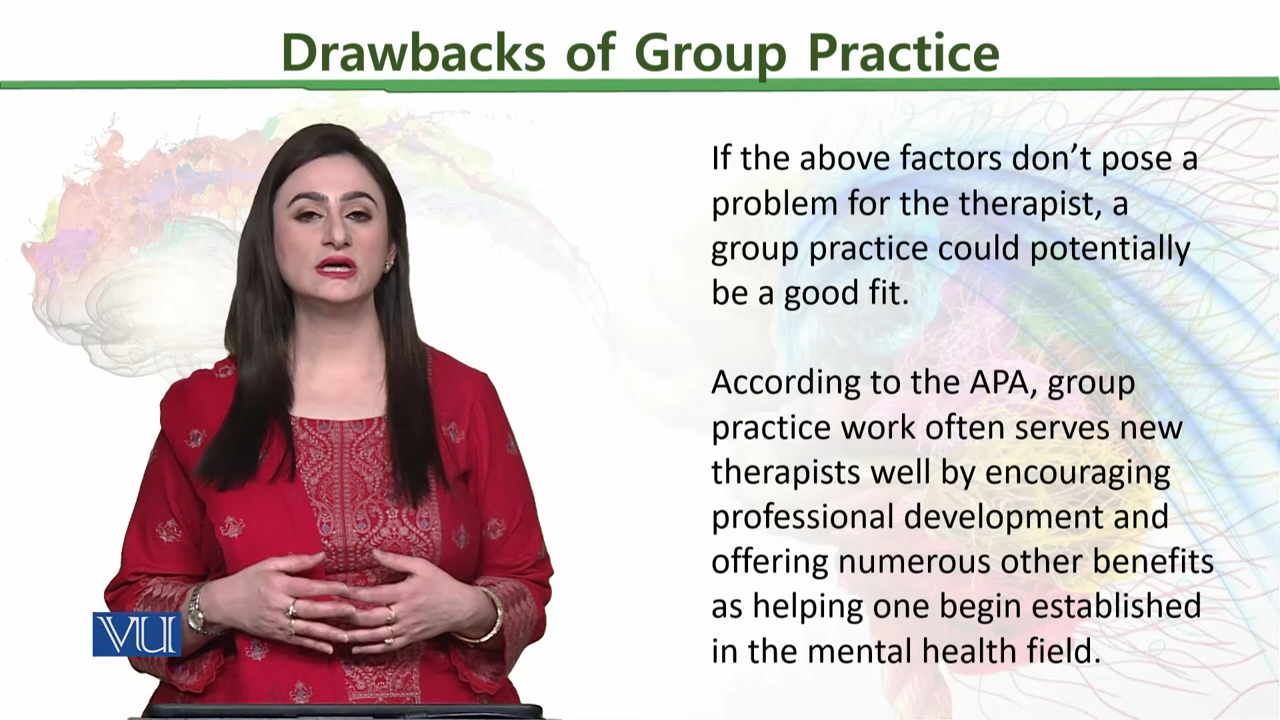 Drawbacks of Group Practice
If the above factors don’t pose a
problem for the therapist, a
group practice could potentially
be a good fit.
According to the APA, group
practice work often serves new
therapists well by encouraging
professional development and
offering numerous other benefits
as helping one begin established
in the mental health field.
VU